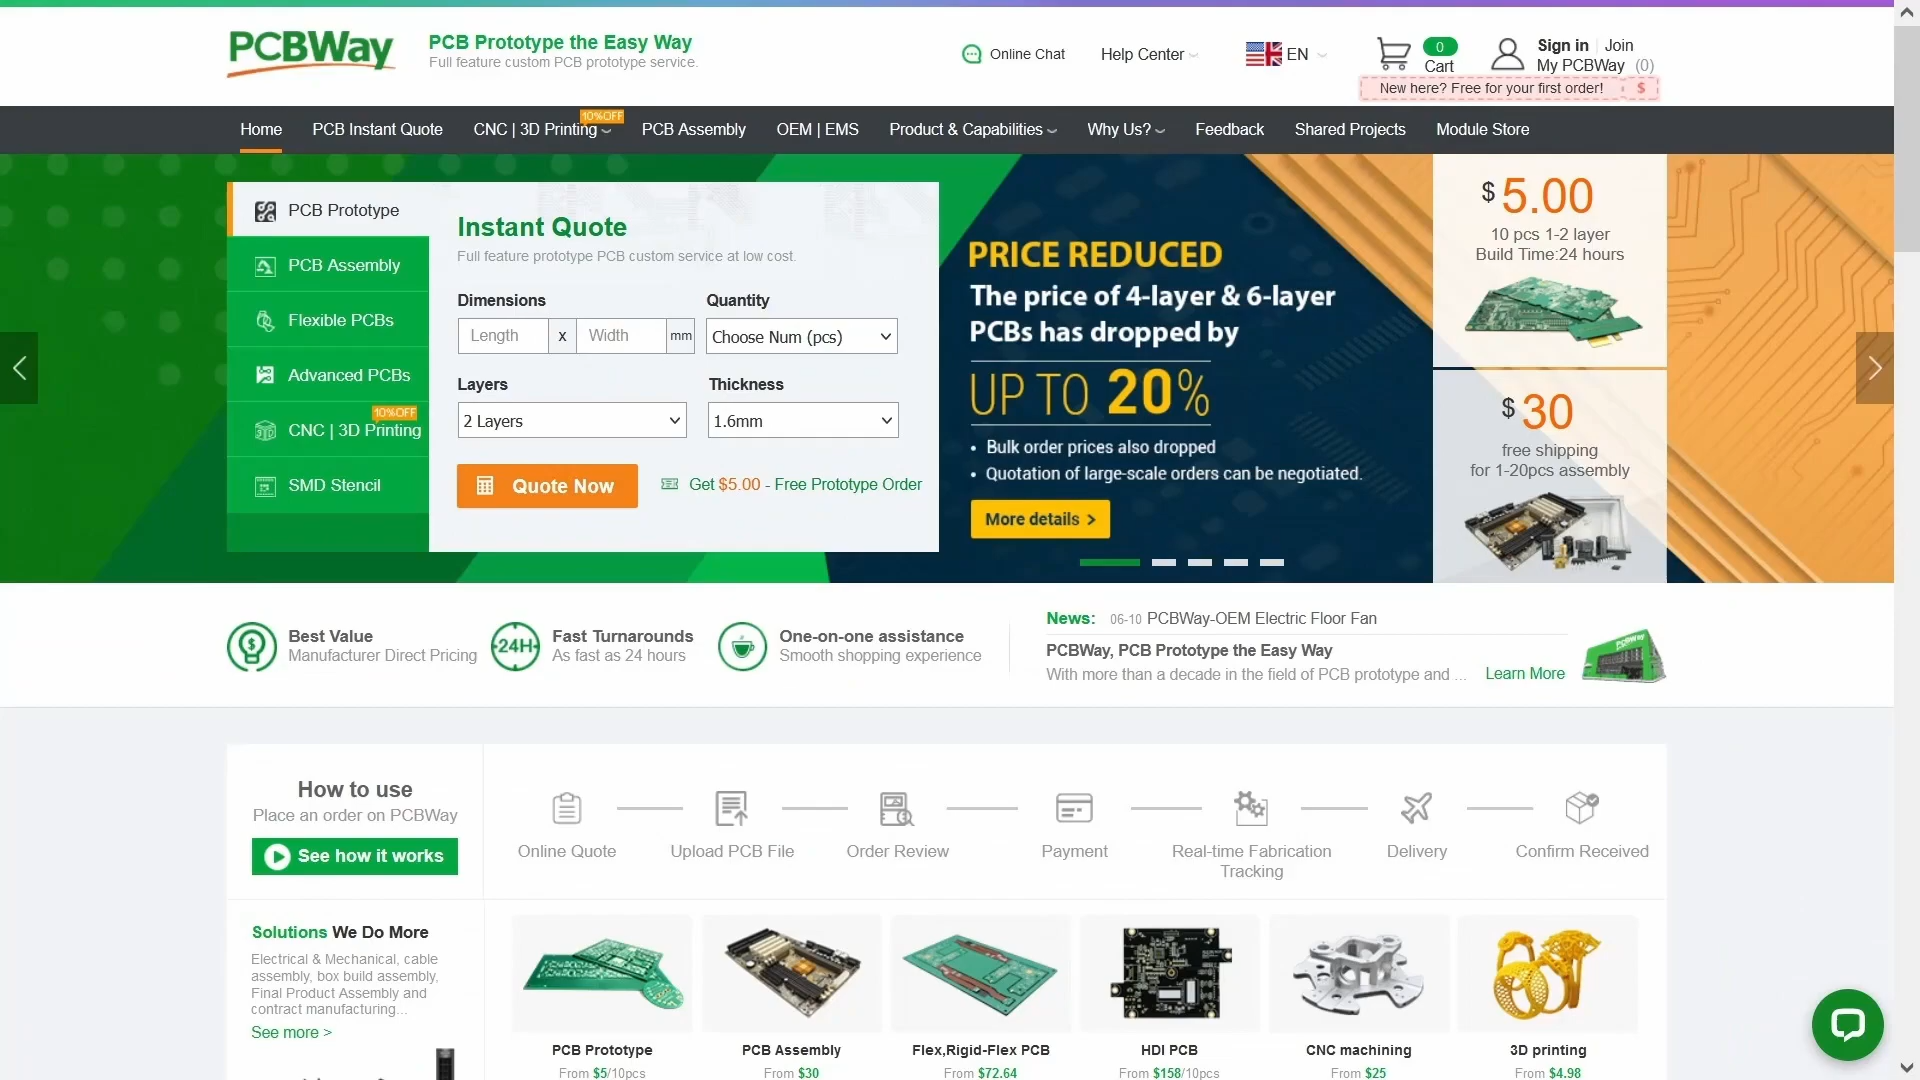 PCBWay
PCB Prototype the Easy Way
Full feature custom PCB prototype service.
Online Chat
Help Center
EN
0
Cart
Sign in
Join
My PCBWay (0)
New here? Free for your first order!
$
Home
PCB Instant Quote
CNC | 3D Printing
10%OFF
PCB Assembly
OEM | EMS
Product & Capabilities
Why Us?
Feedback
Shared Projects
Module Store
PCB Prototype
PCB Assembly
Flexible PCBs
Advanced PCBs
10%OFF
CNC | 3D Printing
SMD Stencil
Instant Quote
Full feature prototype PCB custom service at low cost.
Dimensions
Quantity
Length x Width mm
Choose Num (pcs)
Layers
Thickness
2 Layers
1.6mm
Quote Now
Get $5.00 - Free Prototype Order
PRICE REDUCED
The price of 4-layer & 6-layer
PCBs has dropped by
UP TO 20%
• Bulk order prices also dropped
• Quotation of large-scale orders can be negotiated.
More details >
$ 5.00
10 pcs 1-2 layer
Build Time:24 hours
$ 30
free shipping
for 1-20pcs assembly
Best Value
Manufacturer Direct Pricing
24H
Fast Turnarounds
As fast as 24 hours
One-on-one assistance
Smooth shopping experience
News: 06-10 PCBWay-OEM Electric Floor Fan
PCBWay, PCB Prototype the Easy Way
With more than a decade in the field of PCB prototype and ...
Learn More
PCBWay
How to use
Place an order on PCBWay
See how it works
Online Quote
Upload PCB File
Order Review
Payment
Real-time Fabrication
Tracking
Delivery
Confirm Received
Solutions We Do More
Electrical & Mechanical, cable
assembly, box build assembly,
Final Product Assembly and
contract manufacturing...
See more >
PCB Prototype
From $5/10pcs
PCB Assembly
From $30
Flex,Rigid-Flex PCB
From $72.64
HDI PCB
From $158/10pcs
CNC machining
From $25
3D printing
From $4.98